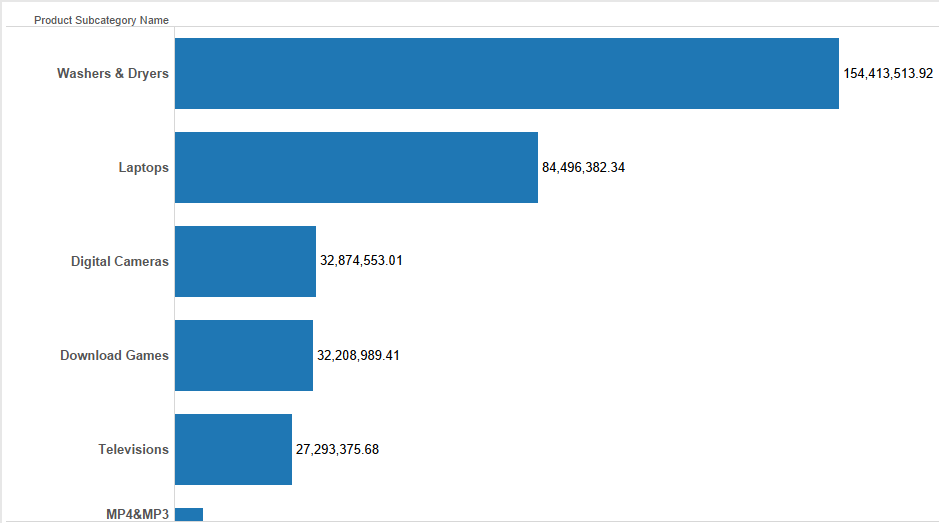 Product Subcategory Name
Washers & Dryers 154,413,513.92
Laptops 84,496,382.34
Digital Cameras 32,874,553.01
Download Games 32,208,989.41
Televisions 27,293,375.68
MP4&MP3